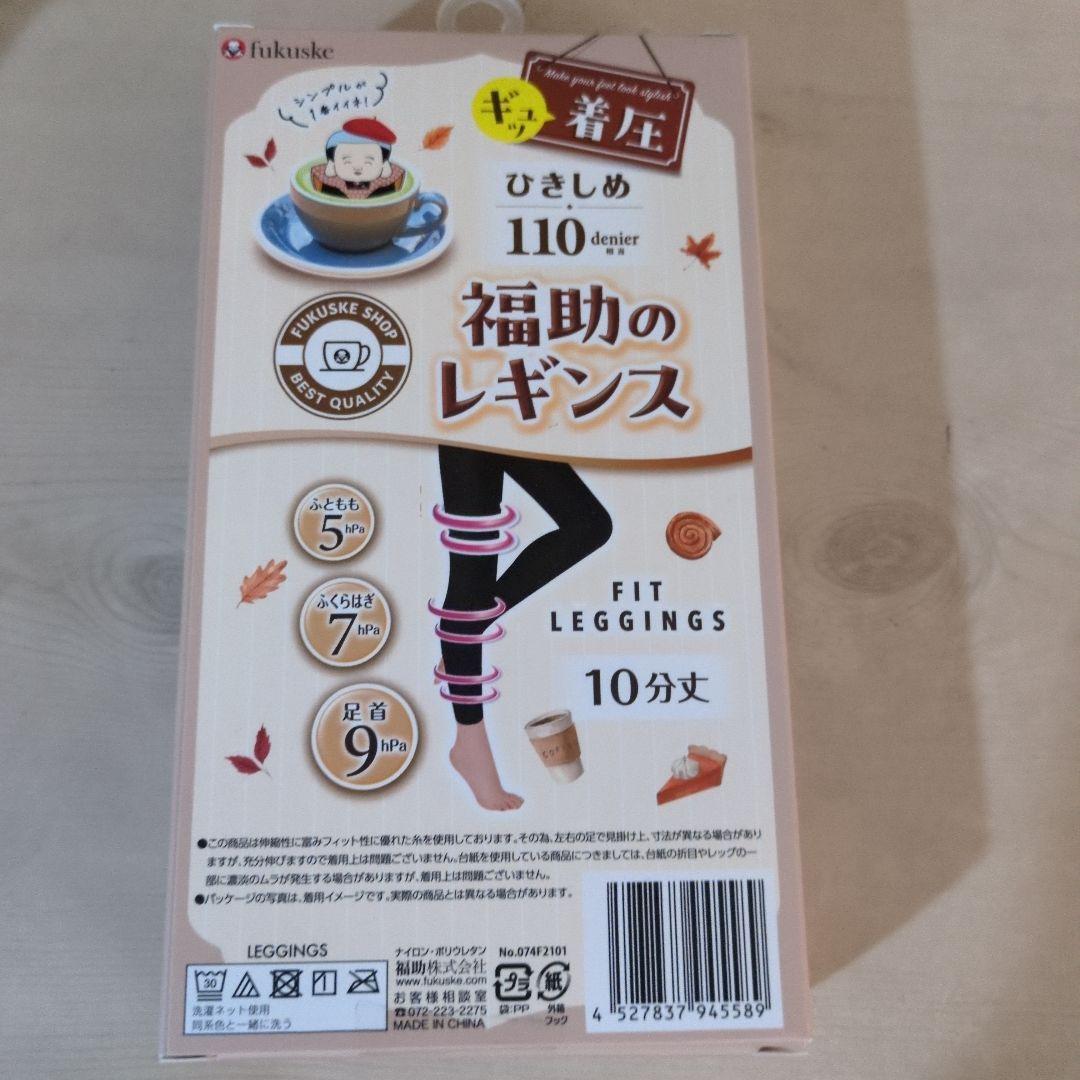 fukuske
シンプルが
1番イイネ!
Make your feet look stylish
ギュッ
着圧
ひきしめ
110 denier
相当
FUKUSKE SHOP
BEST QUALITY
福助の
レギンス
ふともも
5hPa
ふくらはぎ
7hPa
足首
9hPa
FIT
LEGGINGS
10分丈
COFFEE
●この商品は伸縮性に富みフィット性に優れた糸を使用しております。その為、左右の足で見掛け上、寸法が異なる場合があり
ますが、充分伸びますので着用上は問題ございません。台紙を使用している商品につきましては、台紙の折目やレッグの一
部に濃淡のムラが発生する場合がありますが、着用上は問題ございません。
●パッケージの写真は、着用イメージです。実際の商品とは異なる場合があります。
LEGGINGS
30
洗濯ネット使用
同系色と一緒に洗う
ナイロン・ポリウレタン
福助株式会社
www.fukuske.com
お客様相談室
☎072-223-2275
MADE IN CHINA
No.074F2101
プラ
袋:PP
紙
外箱
フック
4 527837 945589